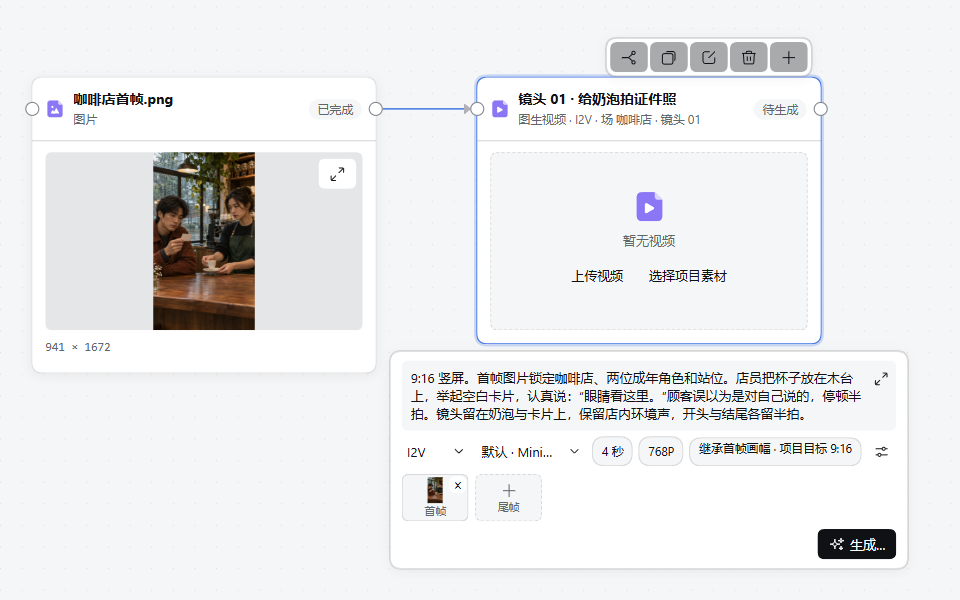 咖啡店首帧.png
图片
已完成
941 × 1672
镜头 01 · 给奶泡拍证件照
图生视频 · I2V · 场 咖啡店 · 镜头 01
待生成
暂无视频
上传视频
选择项目素材
9:16 竖屏。首帧图片锁定咖啡店、两位成年角色和站位。店员把杯子放在木台
上，举起空白卡片，认真说：“眼睛看这里。”顾客误以为是对自己说的，停顿半
拍。镜头留在奶泡与卡片上，保留店内环境声，开头与结尾各留半拍。
I2V
默认 · Mini...
4 秒
768P
继承首帧画幅 · 项目目标 9:16
首帧
x
尾帧
生成...